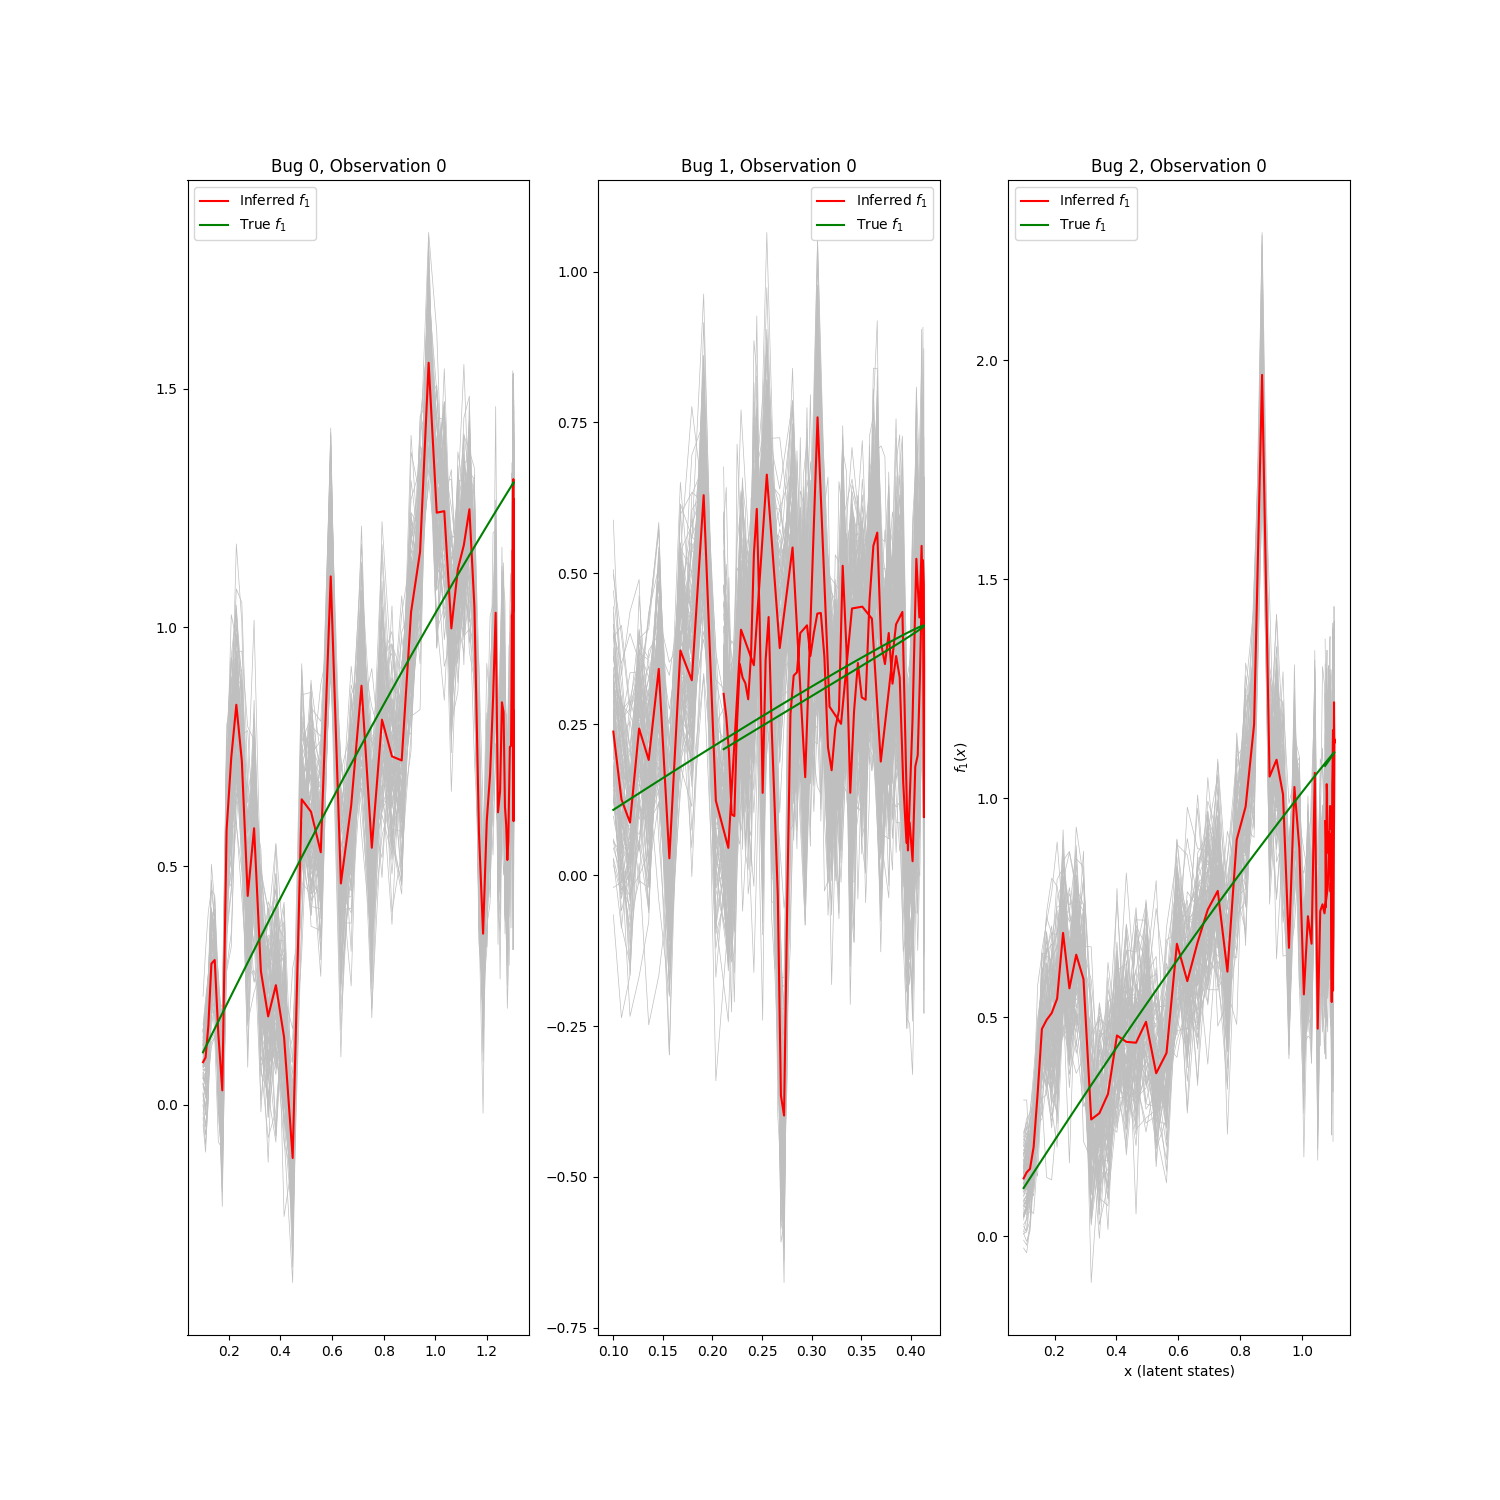 Bug 0, Observation 0
Inferred f₁
True f₁
1.5
1.0
0.5
0.0
0.2 0.4 0.6 0.8 1.0 1.2
Bug 1, Observation 0
Inferred f₁
True f₁
1.00
0.75
0.50
0.25
0.00
−0.25
−0.50
−0.75
0.10 0.15 0.20 0.25 0.30 0.35 0.40
Bug 2, Observation 0
Inferred f₁
True f₁
f₁(x)
2.0
1.5
1.0
0.5
0.0
0.2 0.4 0.6 0.8 1.0
x (latent states)